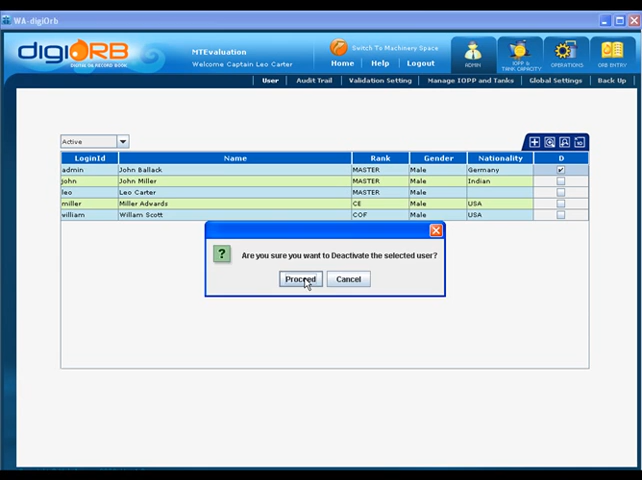 WA-digiOrb
digiORB
DIGITAL OIL RECORD BOOK
MTEvaluation
Welcome Captain Leo Carter
Switch To Machinery Space
Home | Help | Logout
ADMIN
IOPP & TANK CAPACITY
OPERATIONS
ORB ENTRY
User | Audit Trail | Validation Setting | Manage IOPP and Tanks | Global Settings | Back Up
Active
LoginId Name Rank Gender Nationality D
admin John Ballack MASTER Male Germany
john John Miller MASTER Male Indian
leo Leo Carter MASTER Male
miller Miller Advards CE Male USA
william Willam Scott COF Male USA
Are you sure you want to Deactivate the selected user?
Proceed Cancel
WA-digiOrb